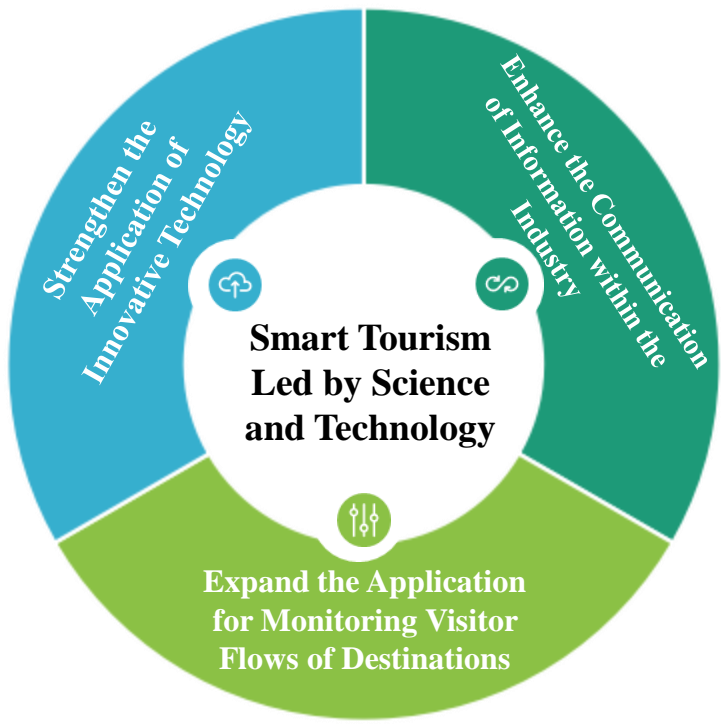 Strengthen the
Application of
Innovative Technology
Enhance the Communication
of Information within the
Industry
Smart Tourism
Led by Science
and Technology
Expand the Application
for Monitoring Visitor
Flows of Destinations